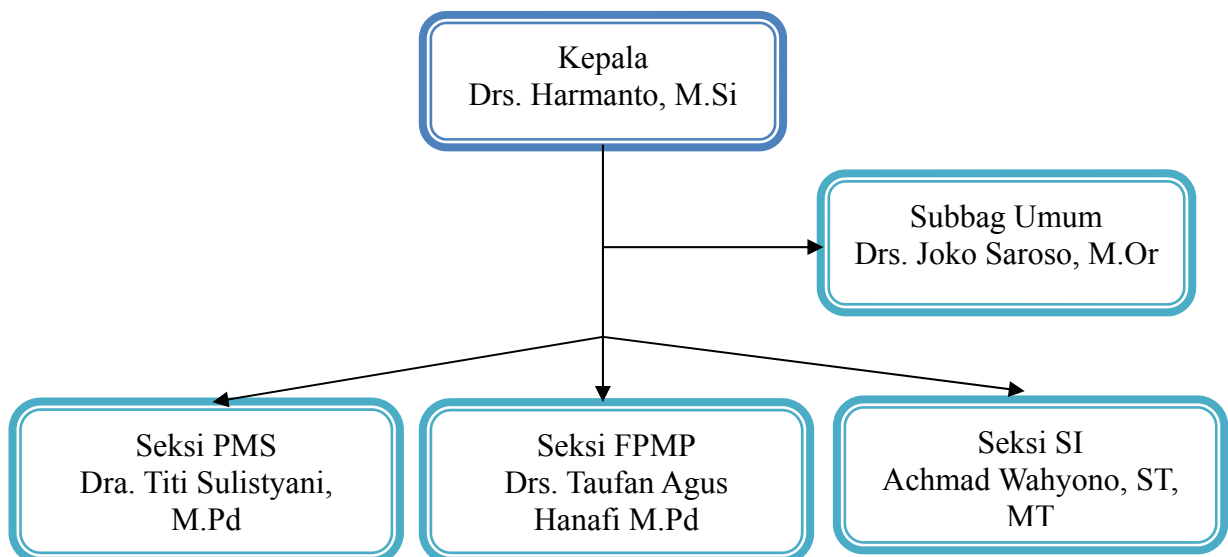 Kepala
Drs. Harmanto, M.Si
Subbag Umum
Drs. Joko Saroso, M.Or
Seksi PMS
Dra. Titi Sulistyani,
M.Pd
Seksi FPMP
Drs. Taufan Agus
Hanafi M.Pd
Seksi SI
Achmad Wahyono, ST,
MT